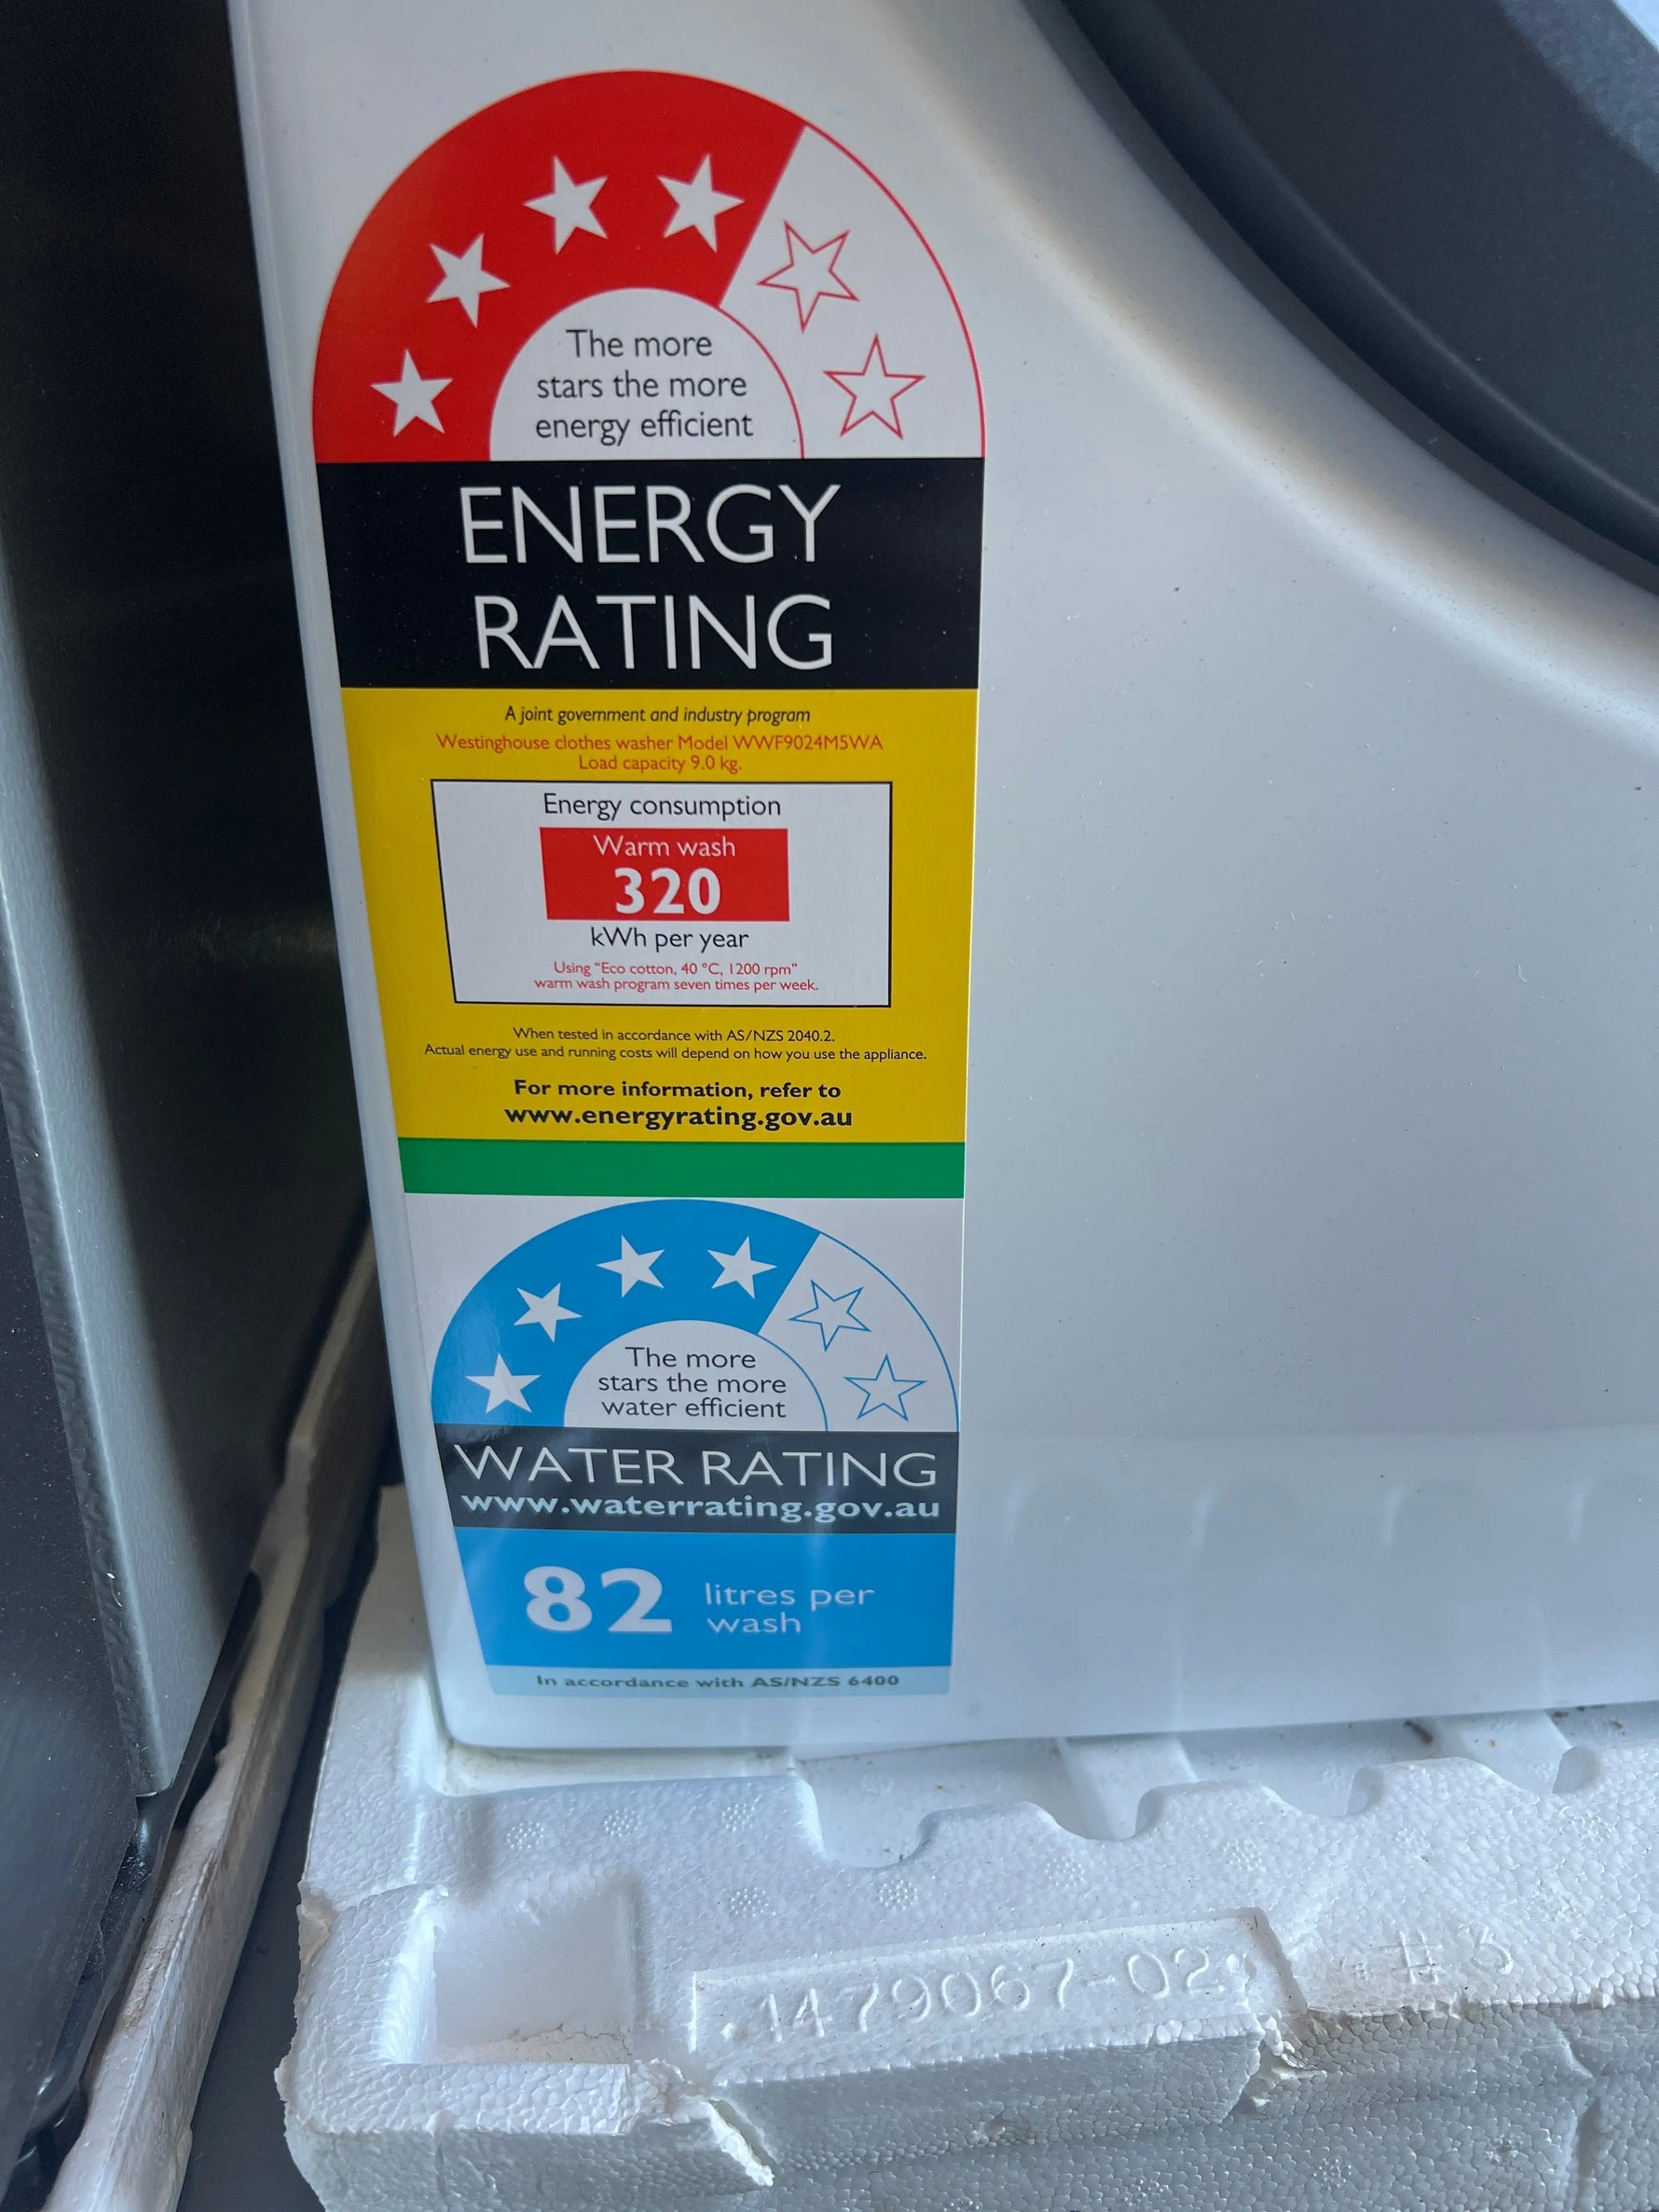 The more
stars the more
energy efficient
ENERGY
RATING
A joint government and industry program
Westinghouse clothes washer Model WWF9024M5WA
Load capacity 9.0 kg.
Energy consumption
Warm wash
320
kWh per year
Using "Eco cotton, 40 °C, 1200 rpm"
warm wash program seven times per week.
When tested in accordance with AS/NZS 2040.2.
Actual energy use and running costs will depend on how you use the appliance.
For more information, refer to
www.energyrating.gov.au
The more
stars the more
water efficient
WATER RATING
www.waterrating.gov.au
82 litres per
wash
In accordance with AS/NZS 6400
1479067-02